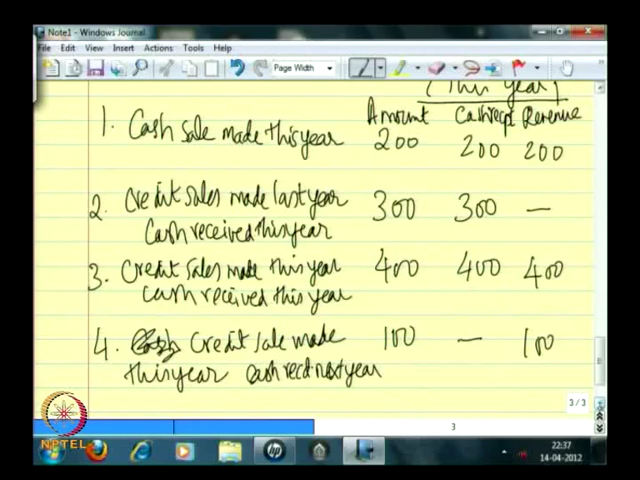 Note1 - Windows Journal
File Edit View Insert Actions Tools Help
Page Width
(This Year)
Amount Cash rept Revenue
1. Cash sale made this year 200 200 200
2. Credit sales made last year 300 300 —
Cash received this year
3. Credit sales made this year 400 400 400
cash received this year
4. Credit sale made 100 — 100
this year cash recd next year
3 / 3
3
NPTEL
22:37
14-04-2012